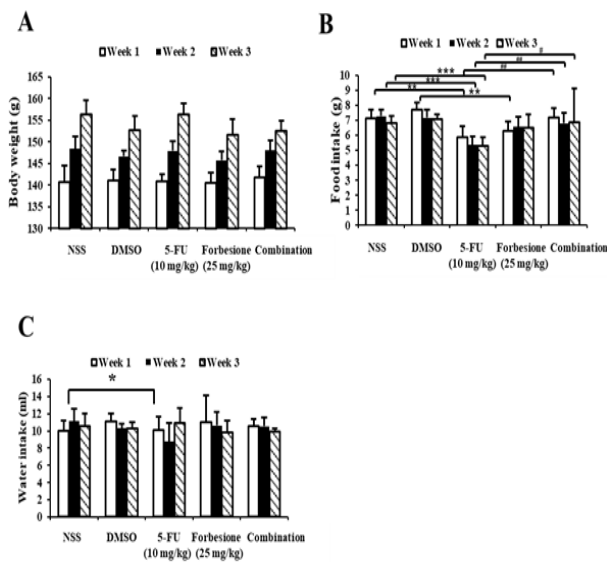 A
Week 1 Week 2 Week 3
Body weight (g)
165
160
155
150
145
140
135
130
NSS DMSO 5-FU Forbesione Combination
(10 mg/kg) (25 mg/kg)
B
Week 1 Week 2 Week 3
#
##
***
##
***
**
**
Food intake (g)
10
9
8
7
6
5
4
3
2
1
0
NSS DMSO 5-FU Forbesione Combination
(10 mg/kg) (25 mg/kg)
C
Week 1 Week 2 Week 3
*
Water intake (ml)
16
14
12
10
8
6
4
2
0
NSS DMSO 5-FU Forbesione Combination
(10 mg/kg) (25 mg/kg)